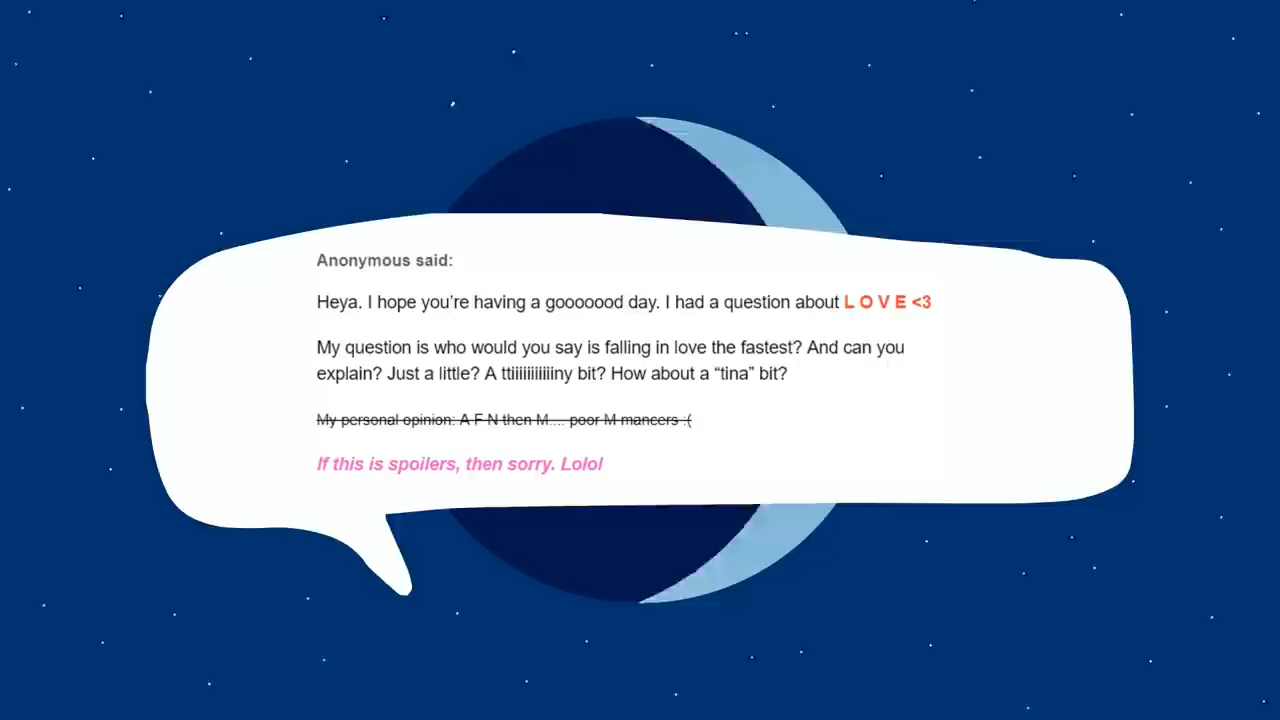 Anonymous said:
Heya. I hope you're having a gooooood day. I had a question about L O V E <3
My question is who would you say is falling in love the fastest? And can you
explain? Just a little? A ttiiiiiiiiiiny bit? How about a “tina” bit?
My personal opinion: A F N then M.... poor M mancers :(
If this is spoilers, then sorry. Lolol